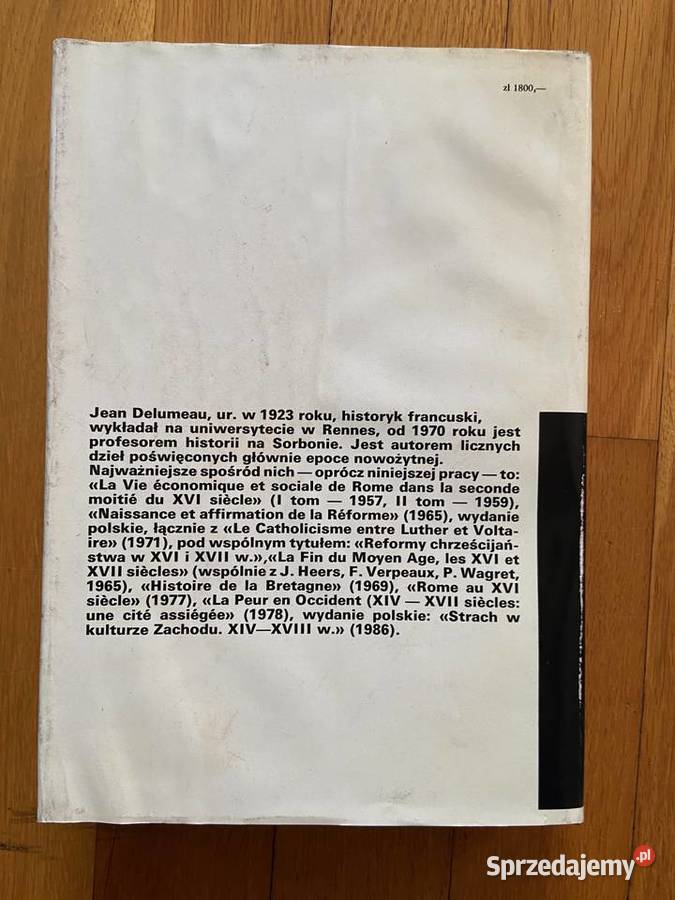 zł 1800,—
Jean Delumeau, ur. w 1923 roku, historyk francuski,
wykładał na uniwersytecie w Rennes, od 1970 roku jest
profesorem historii na Sorbonie. Jest autorem licznych
dzieł poświęconych głównie epoce nowożytnej.
Najważniejsze spośród nich — oprócz niniejszej pracy — to:
«La Vie économique et sociale de Rome dans la seconde
moitié du XVI siècle» (I tom — 1957, II tom — 1959),
«Naissance et affirmation de la Réforme» (1965), wydanie
polskie, łącznie z «Le Catholicisme entre Luther et Volta-
ire» (1971), pod wspólnym tytułem: «Reformy chrześcijań-
stwa w XVI i XVII w.»,«La Fin du Moyen Age, les XVI et
XVII siècles» (wspólnie z J. Heers, F. Verpeaux, P. Wagret,
1965), «Histoire de la Bretagne» (1969), «Rome au XVI
siècle» (1977), «La Peur en Occident (XIV — XVII siècles:
une cité assiégée» (1978), wydanie polskie: «Strach w
kulturze Zachodu. XIV—XVIII w.» (1986).
Sprzedajemy.pl